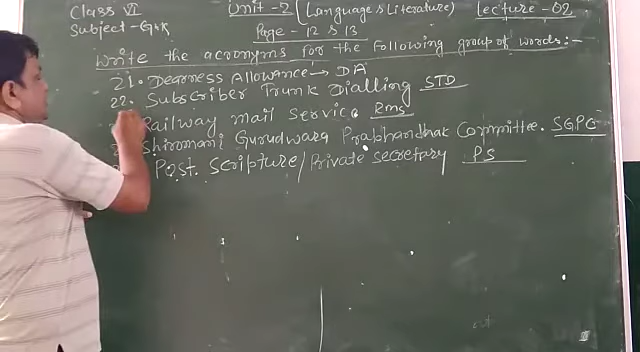 Class VI Unit-2 (Language & Literature) Lecture-02
Subject-G.K Page-12 & 13
Write the acronyms for the following group of words:-
21. Dearness Allowance → DA
22. Subscriber Trunk Dialling STD
Railway mail Service Rms
Shiromani Gurudwara Prabhandhak Committee. SGPC
Post Scripture/Private secretary PS